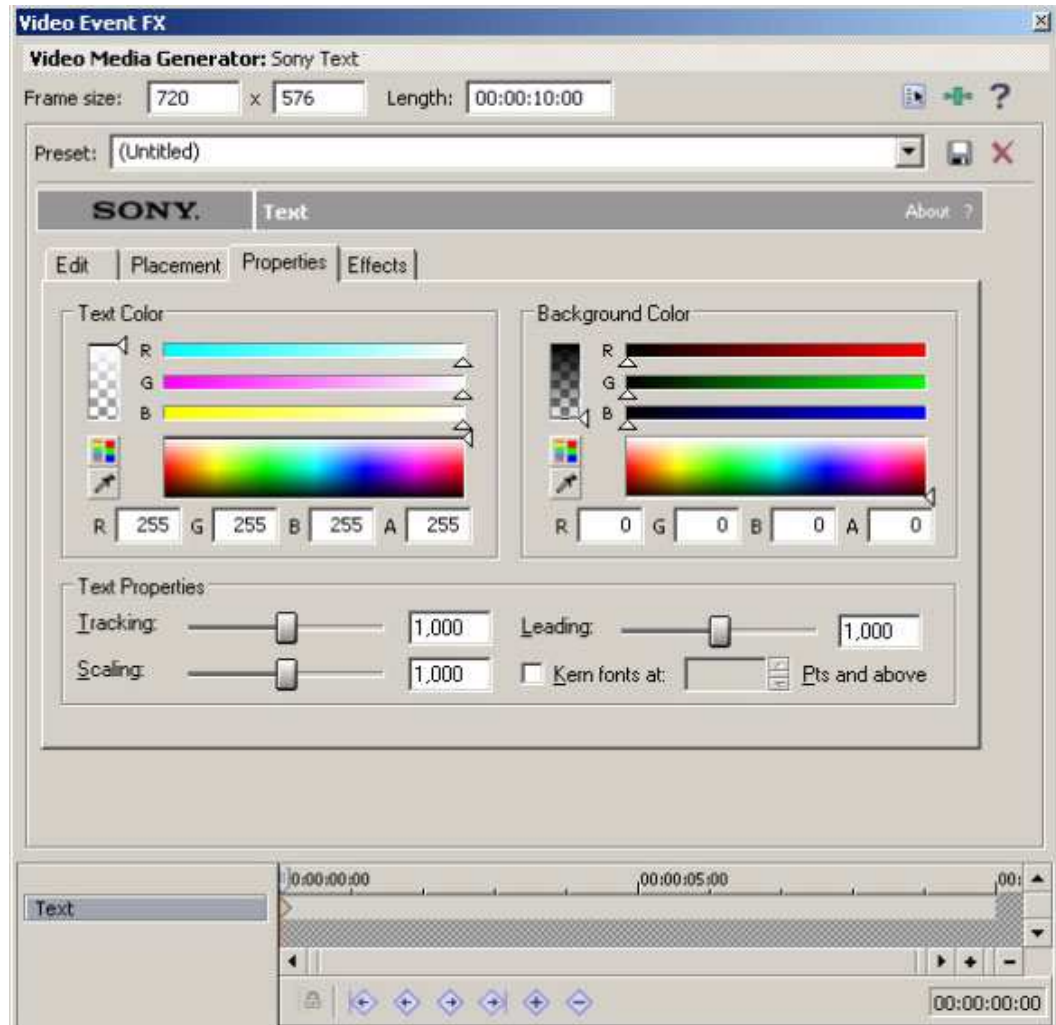 Video Event FX
Video Media Generator: Sony Text
Frame size: 720 x 576 Length: 00:00:10:00 ?
Preset: (Untitled)
SONY. Text About ?
Edit Placement Properties Effects
Text Color Background Color
R R
G G
B B
R 255 G 255 B 255 A 255 R 0 G 0 B 0 A 0
Text Properties
Tracking: 1,000 Leading: 1,000
Scaling: 1,000 Kern fonts at: Pts and above
0:00:00:00 00:00:05:00 00:
Text
00:00:00:00